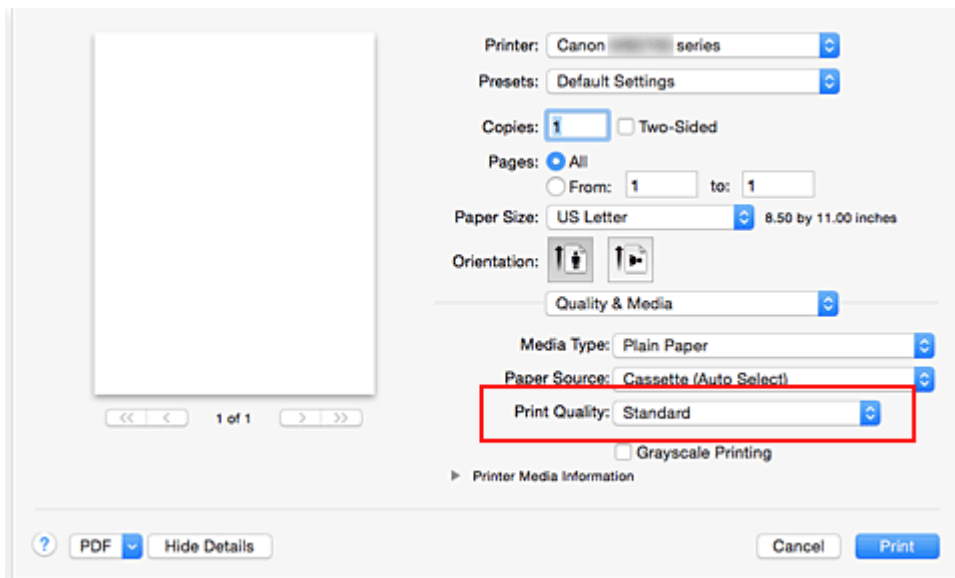 Printer: Canon series
Presets: Default Settings
Copies: 1 Two-Sided
Pages: All
From: 1 to: 1
Paper Size: US Letter 8.50 by 11.00 inches
Orientation:
Quality & Media
Media Type: Plain Paper
Paper Source: Cassette (Auto Select)
Print Quality: Standard
Grayscale Printing
Printer Media Information
<< < 1 of 1 > >>
? PDF Hide Details Cancel Print